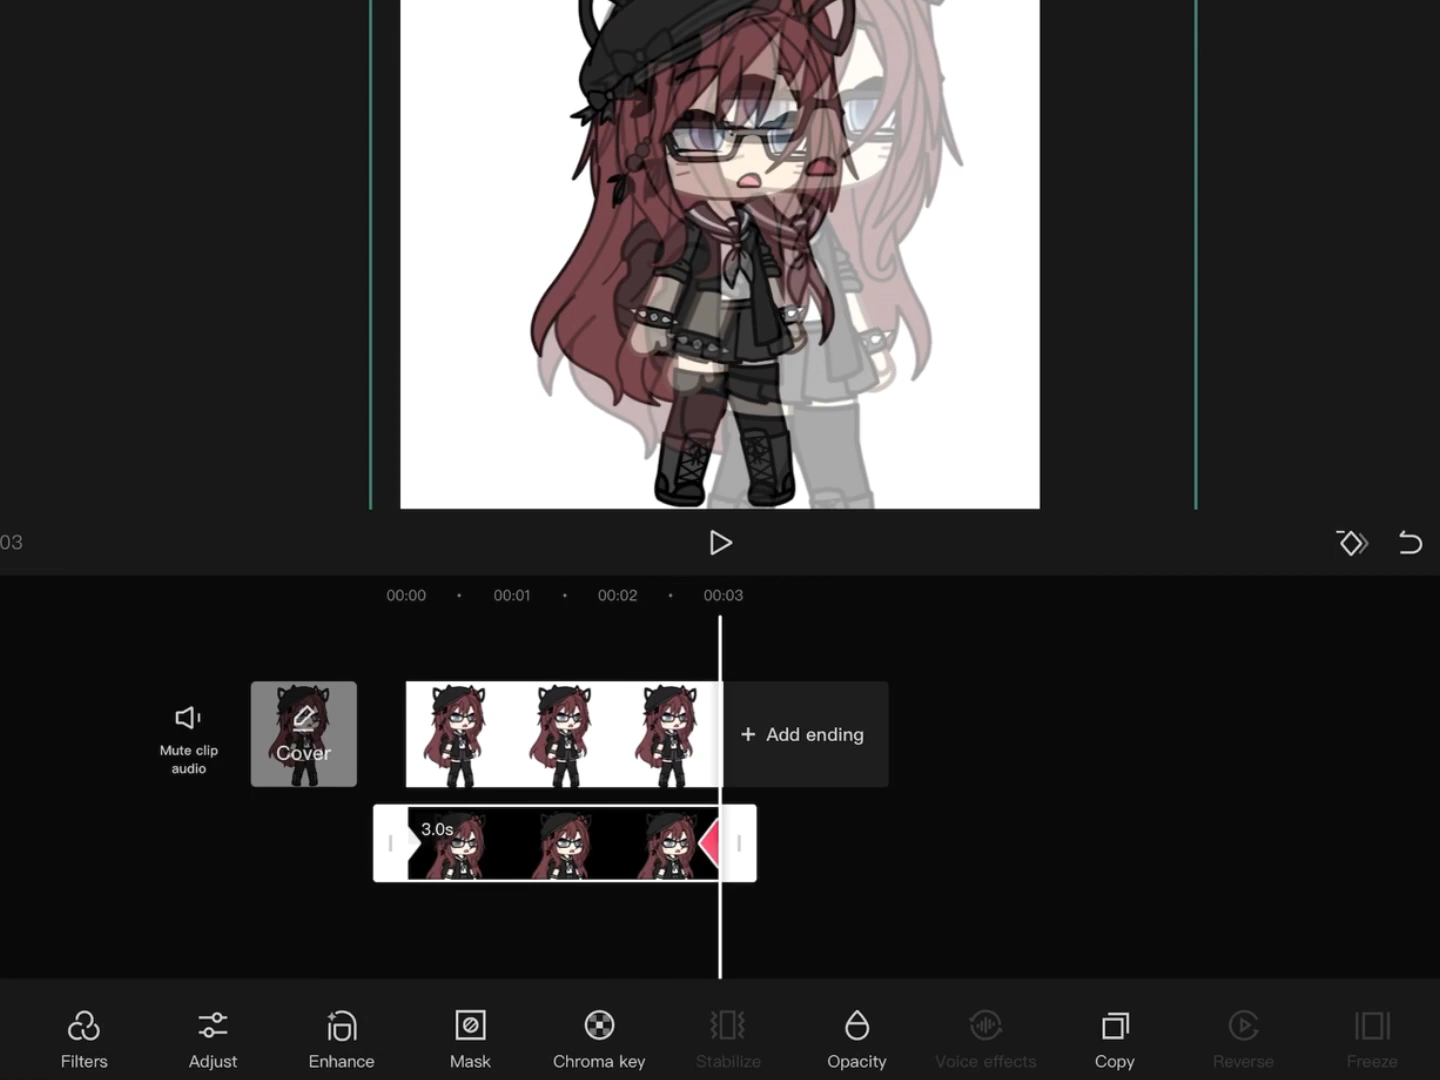 03
00:00 00:01 00:02 00:03
Mute clip
audio
Cover
+ Add ending
3.0s
Filters
Adjust
Enhance
Mask
Chroma key
Stabilize
Opacity
Voice effects
Copy
Reverse
Freeze